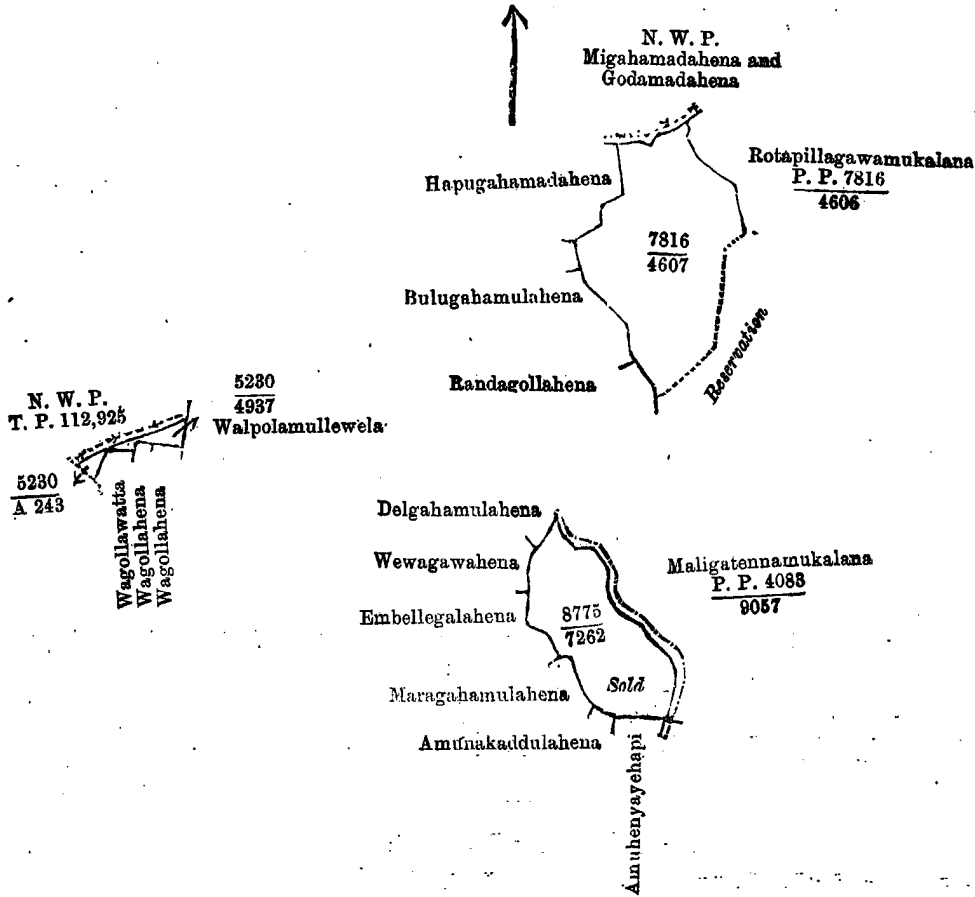 N. W. P.
Migahamadahena and
Godamadahena
Hapugahamadahena
Rotapillagawamukalana
P. P. 7816
4606
7816
4607
Bulugahamulahena
Reservation
Randagollahena
N. W. P.
T. P. 112,925
5230
4937
Walpolamullewela
5230
A 243
Wagollawatta
Wagollahena
Wagollahena
Delgahamulahena
Wewagawahena
Maligatennamukalana
P. P. 4083
9057
Embellegalahena
8775
7262
Sold
Maragahamulahena
Amunakaddulahena
Amuhenyayehapi